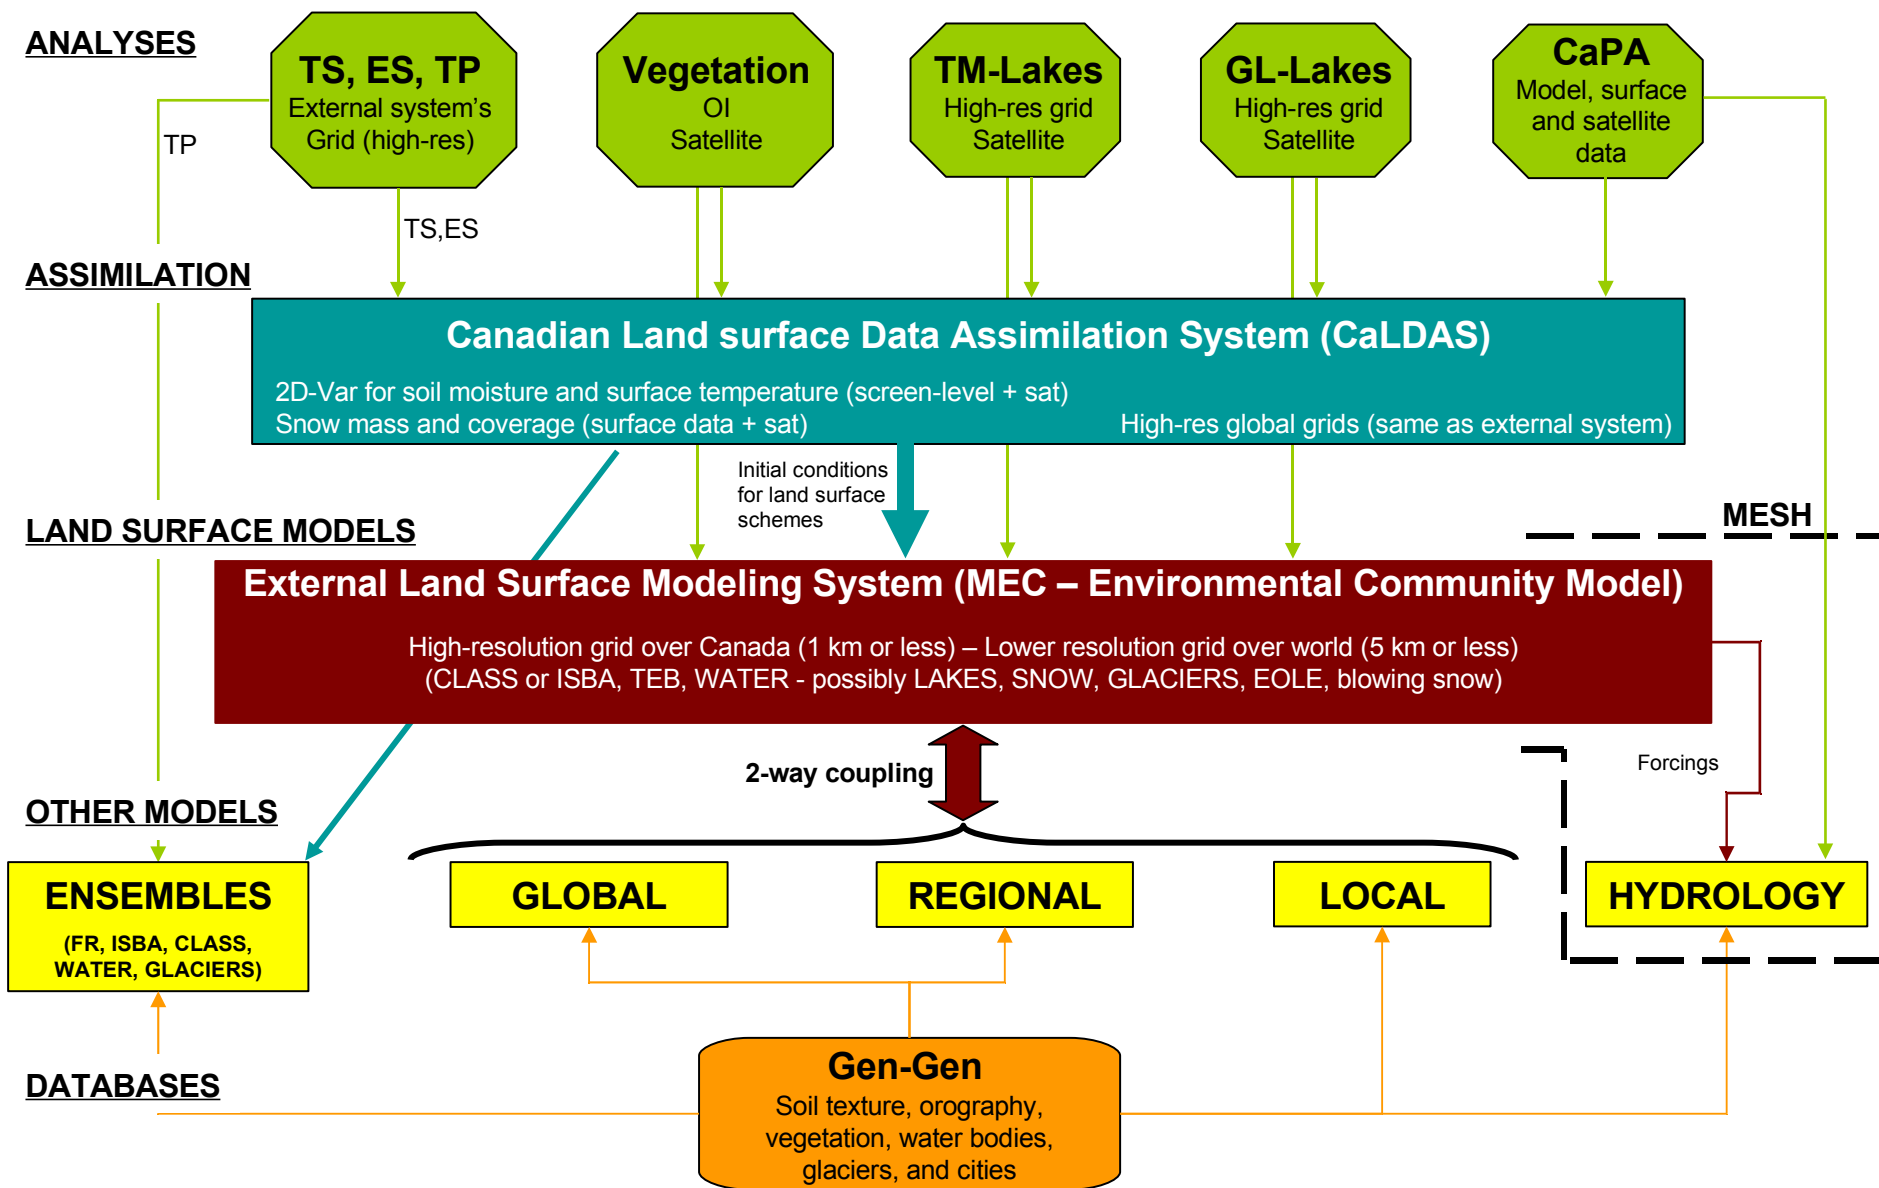 ANALYSES
TS, ES, TP
External system's
Grid (high-res)
Vegetation
OI
Satellite
TM-Lakes
High-res grid
Satellite
GL-Lakes
High-res grid
Satellite
CaPA
Model, surface
and satellite
data
TP
TS,ES
ASSIMILATION
Canadian Land surface Data Assimilation System (CaLDAS)
2D-Var for soil moisture and surface temperature (screen-level + sat)
Snow mass and coverage (surface data + sat)
High-res global grids (same as external system)
Initial conditions
for land surface
schemes
LAND SURFACE MODELS
MESH
External Land Surface Modeling System (MEC – Environmental Community Model)
High-resolution grid over Canada (1 km or less) – Lower resolution grid over world (5 km or less)
(CLASS or ISBA, TEB, WATER - possibly LAKES, SNOW, GLACIERS, EOLE, blowing snow)
2-way coupling
Forcings
OTHER MODELS
ENSEMBLES
(FR, ISBA, CLASS,
WATER, GLACIERS)
GLOBAL
REGIONAL
LOCAL
HYDROLOGY
DATABASES
Gen-Gen
Soil texture, orography,
vegetation, water bodies,
glaciers, and cities